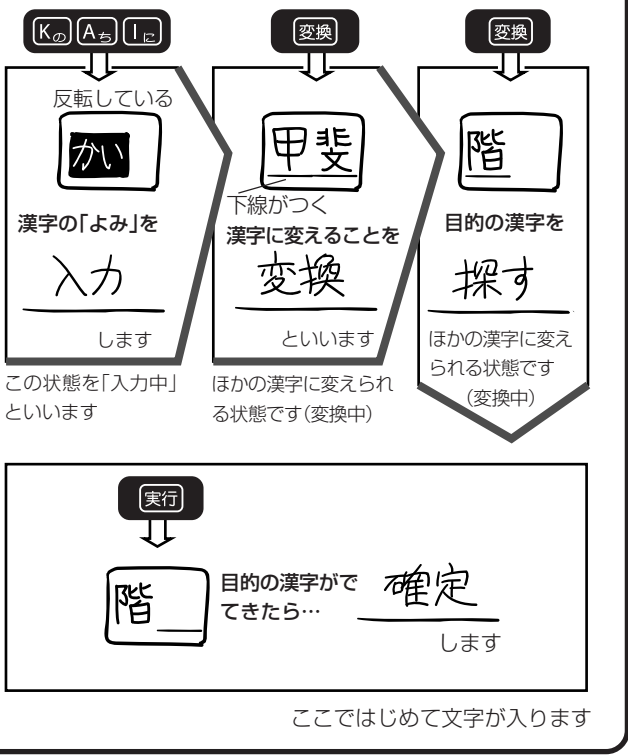 Kの Aち Iに
反転している
かい
漢字の「よみ」を
入力
します
この状態を「入力中」
といいます
変換
甲斐
下線がつく
漢字に変えることを
変換
といいます
ほかの漢字に変えられ
る状態です(変換中)
変換
階
目的の漢字を
探す
ほかの漢字に変え
られる状態です
(変換中)
実行
階
目的の漢字がで
てきたら…
確定
します
ここではじめて文字が入ります